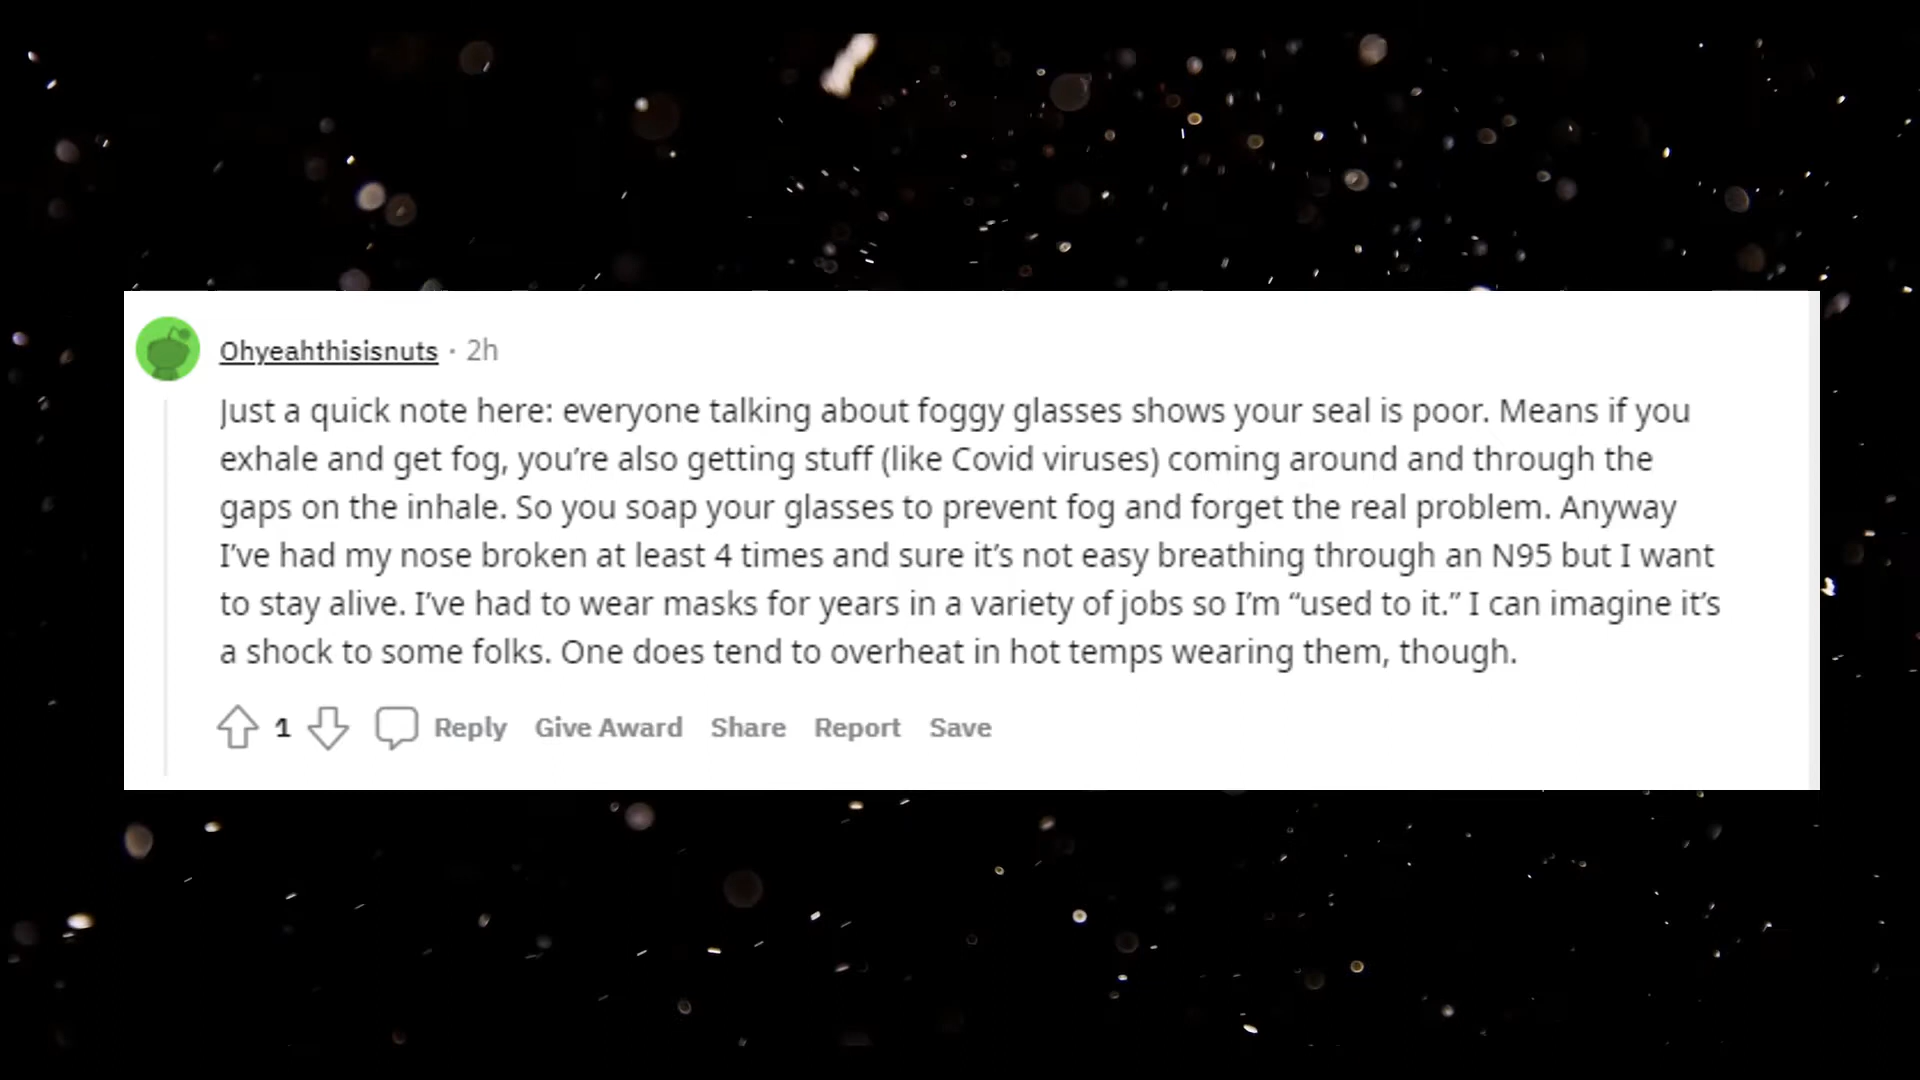 Ohyeahthisisnuts · 2h
Just a quick note here: everyone talking about foggy glasses shows your seal is poor. Means if you
exhale and get fog, you’re also getting stuff (like Covid viruses) coming around and through the
gaps on the inhale. So you soap your glasses to prevent fog and forget the real problem. Anyway
I’ve had my nose broken at least 4 times and sure it’s not easy breathing through an N95 but I want
to stay alive. I’ve had to wear masks for years in a variety of jobs so I’m “used to it.” I can imagine it’s
a shock to some folks. One does tend to overheat in hot temps wearing them, though.
1 Reply Give Award Share Report Save